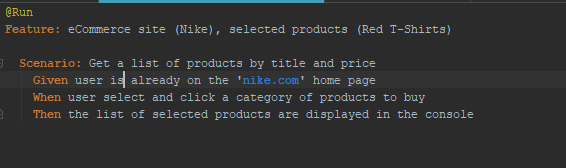 @Run
Feature: eCommerce site (Nike), selected products (Red T-Shirts)
Scenario: Get a list of products by title and price
Given user is already on the 'nike.com' home page
When user select and click a category of products to buy
Then the list of selected products are displayed in the console